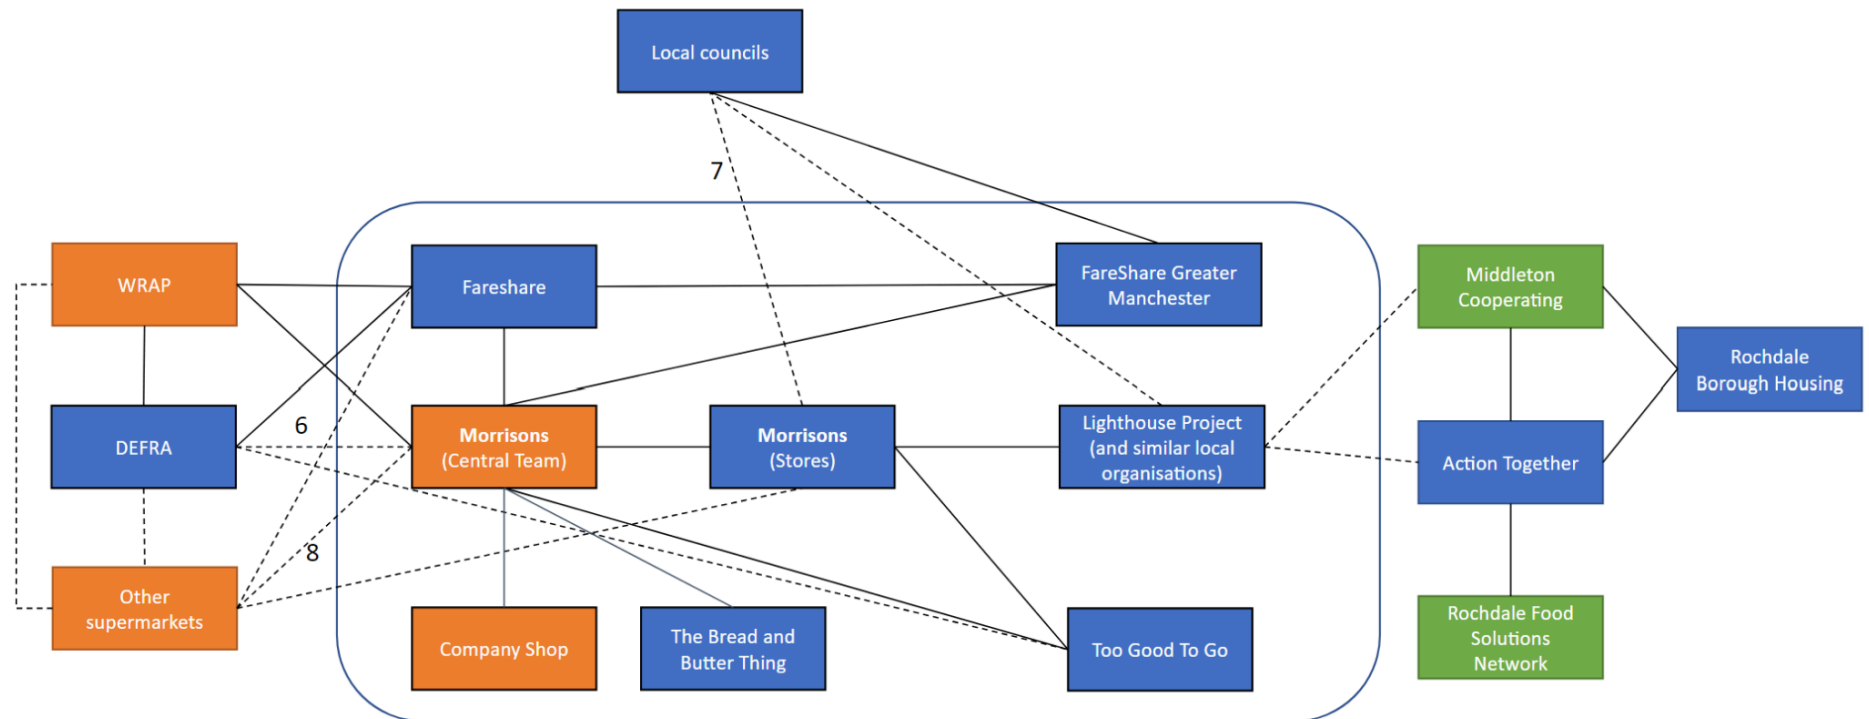 Local councils
7
WRAP
Fareshare
FareShare Greater
Manchester
Middleton
Cooperating
Rochdale
Borough Housing
DEFRA
6
Morrisons
(Central Team)
Morrisons
(Stores)
Lighthouse Project
(and similar local
organisations)
Action Together
8
Other
supermarkets
Company Shop
The Bread and
Butter Thing
Too Good To Go
Rochdale Food
Solutions
Network